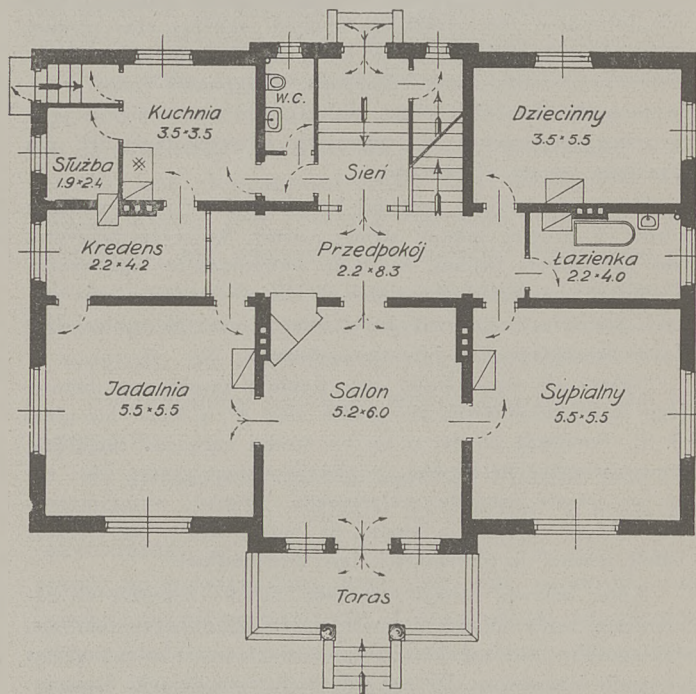 Kuchnia
3.5×3.5
W.C.
Dziecinny
3.5×5.5
Służba
1.9×2.4
Sień
Kredens
2.2×4.2
Przedpokój
2.2×8.3
Łazienka
2.2×4.0
Jadalnia
5.5×5.5
Salon
5.2×6.0
Sypialny
5.5×5.5
Taras